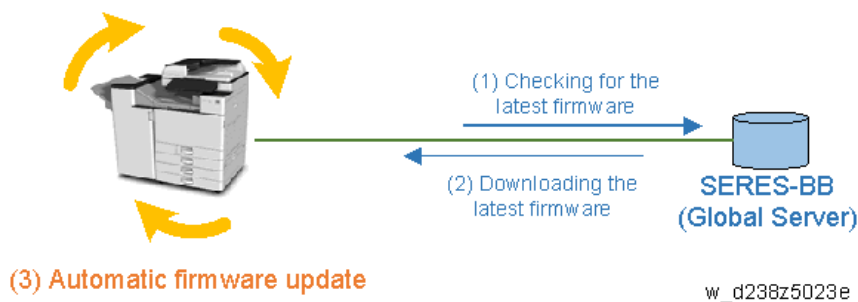 (1) Checking for the
latest firmware
(2) Downloading the
latest firmware
SERES-BB
(Global Server)
(3) Automatic firmware update
w_d238z5023e